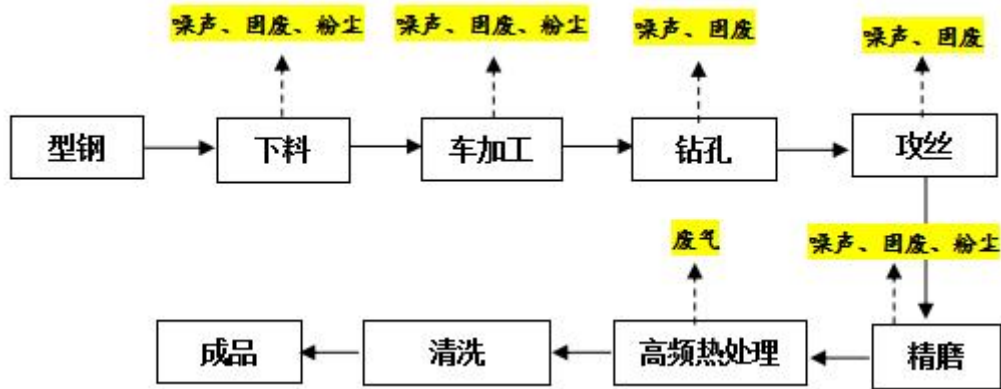 噪声、固废、粉尘
噪声、固废、粉尘
噪声、固废
噪声、固废
型钢
下料
车加工
钻孔
攻丝
废气
噪声、固废、粉尘
成品
清洗
高频热处理
精磨